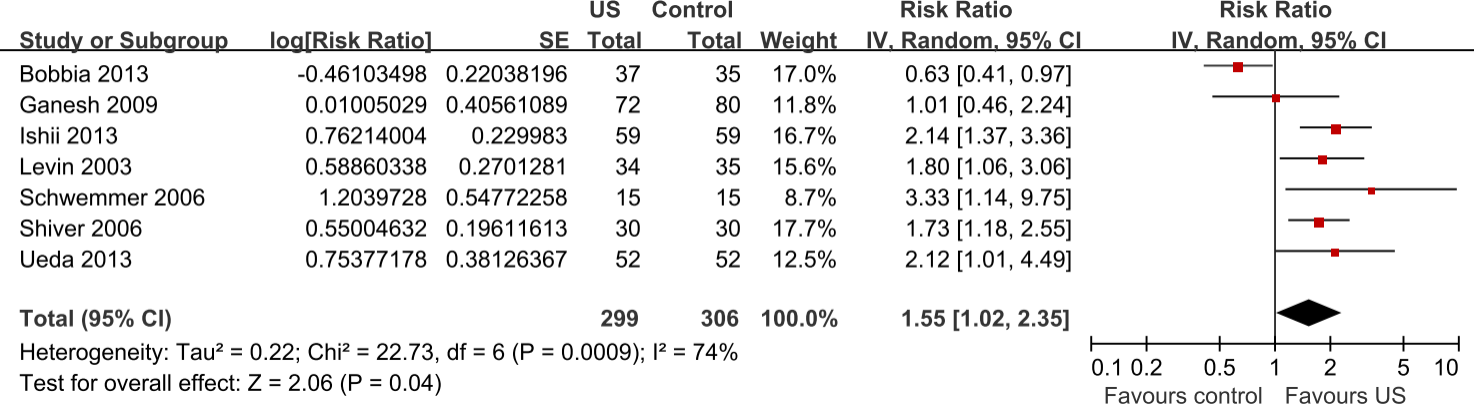 US Control Risk Ratio Risk Ratio
Study or Subgroup log[Risk Ratio] SE Total Total Weight IV, Random, 95% CI IV, Random, 95% CI
Bobbia 2013 -0.46103498 0.22038196 37 35 17.0% 0.63 [0.41, 0.97]
Ganesh 2009 0.01005029 0.40561089 72 80 11.8% 1.01 [0.46, 2.24]
Ishii 2013 0.76214004 0.229983 59 59 16.7% 2.14 [1.37, 3.36]
Levin 2003 0.58860338 0.2701281 34 35 15.6% 1.80 [1.06, 3.06]
Schwemmer 2006 1.2039728 0.54772258 15 15 8.7% 3.33 [1.14, 9.75]
Shiver 2006 0.55004632 0.19611613 30 30 17.7% 1.73 [1.18, 2.55]
Ueda 2013 0.75377178 0.38126367 52 52 12.5% 2.12 [1.01, 4.49]
Total (95% CI) 299 306 100.0% 1.55 [1.02, 2.35]
Heterogeneity: Tau² = 0.22; Chi² = 22.73, df = 6 (P = 0.0009); I² = 74%
Test for overall effect: Z = 2.06 (P = 0.04)
0.1 0.2 0.5 1 2 5 10
Favours control Favours US